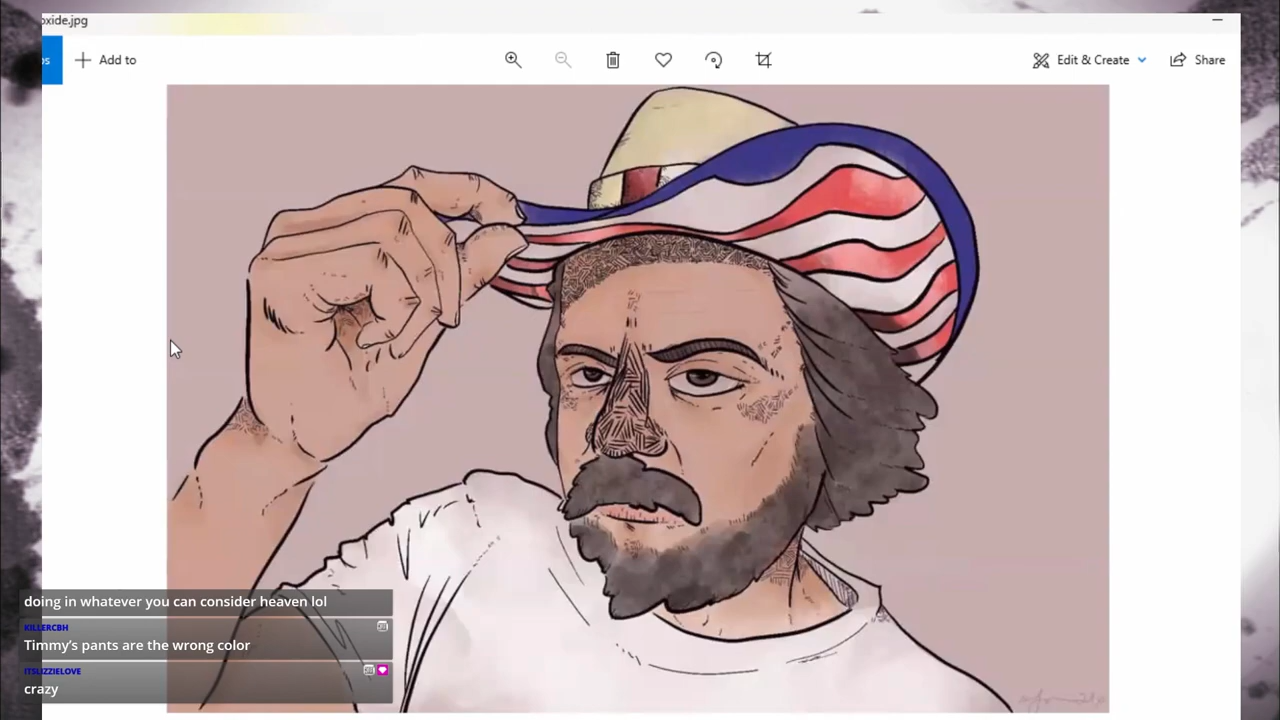 oxide.jpg
Add to
Edit & Create
Share
doing in whatever you can consider heaven lol
KILLERCBH
Timmy's pants are the wrong color
ITSLIZZIELOVE
crazy